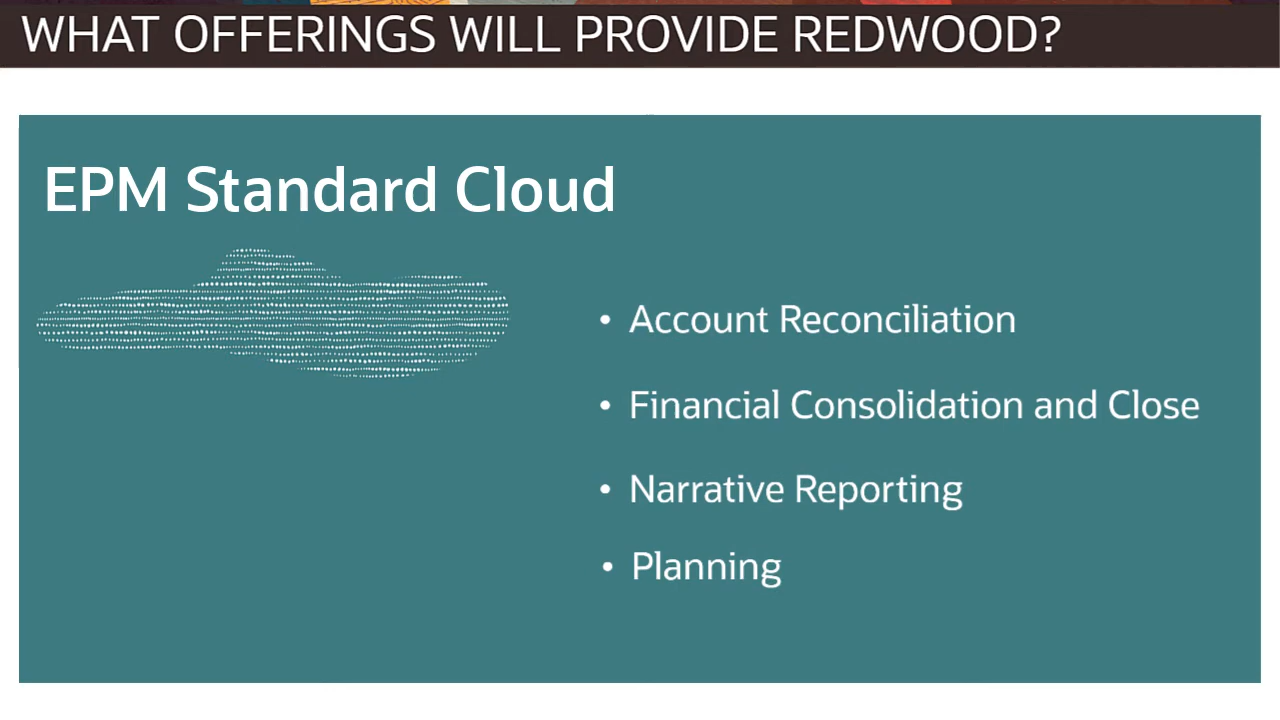 WHAT OFFERINGS WILL PROVIDE REDWOOD?
EPM Standard Cloud
• Account Reconciliation
• Financial Consolidation and Close
• Narrative Reporting
• Planning